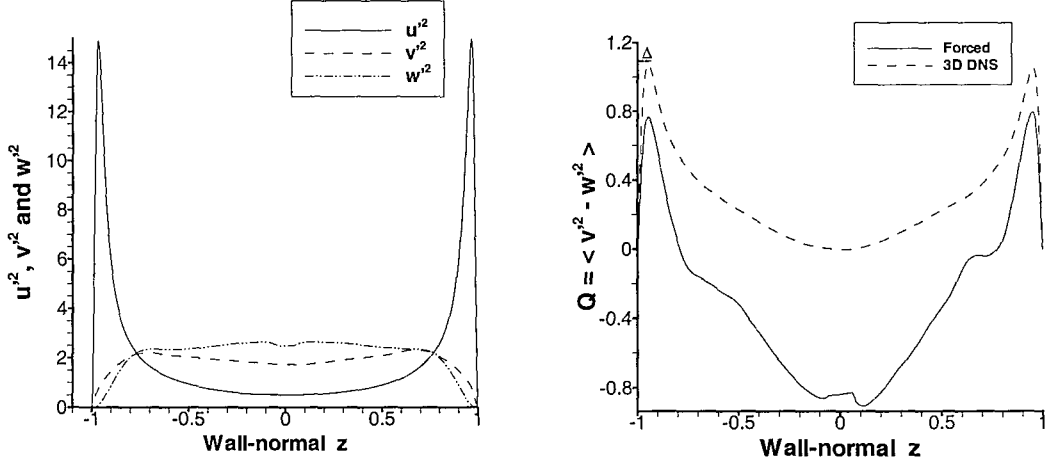 u'²
v'²
w'²
14
12
10
8
6
4
2
0
-1
-0.5
0
0.5
1
u'², v'² and w'²
Wall-normal z
Forced
3D DNS
Δ
1.2
0.8
0.4
0
-0.4
-0.8
-1
-0.5
0
0.5
1
Q = < v'² - w'² >
Wall-normal z